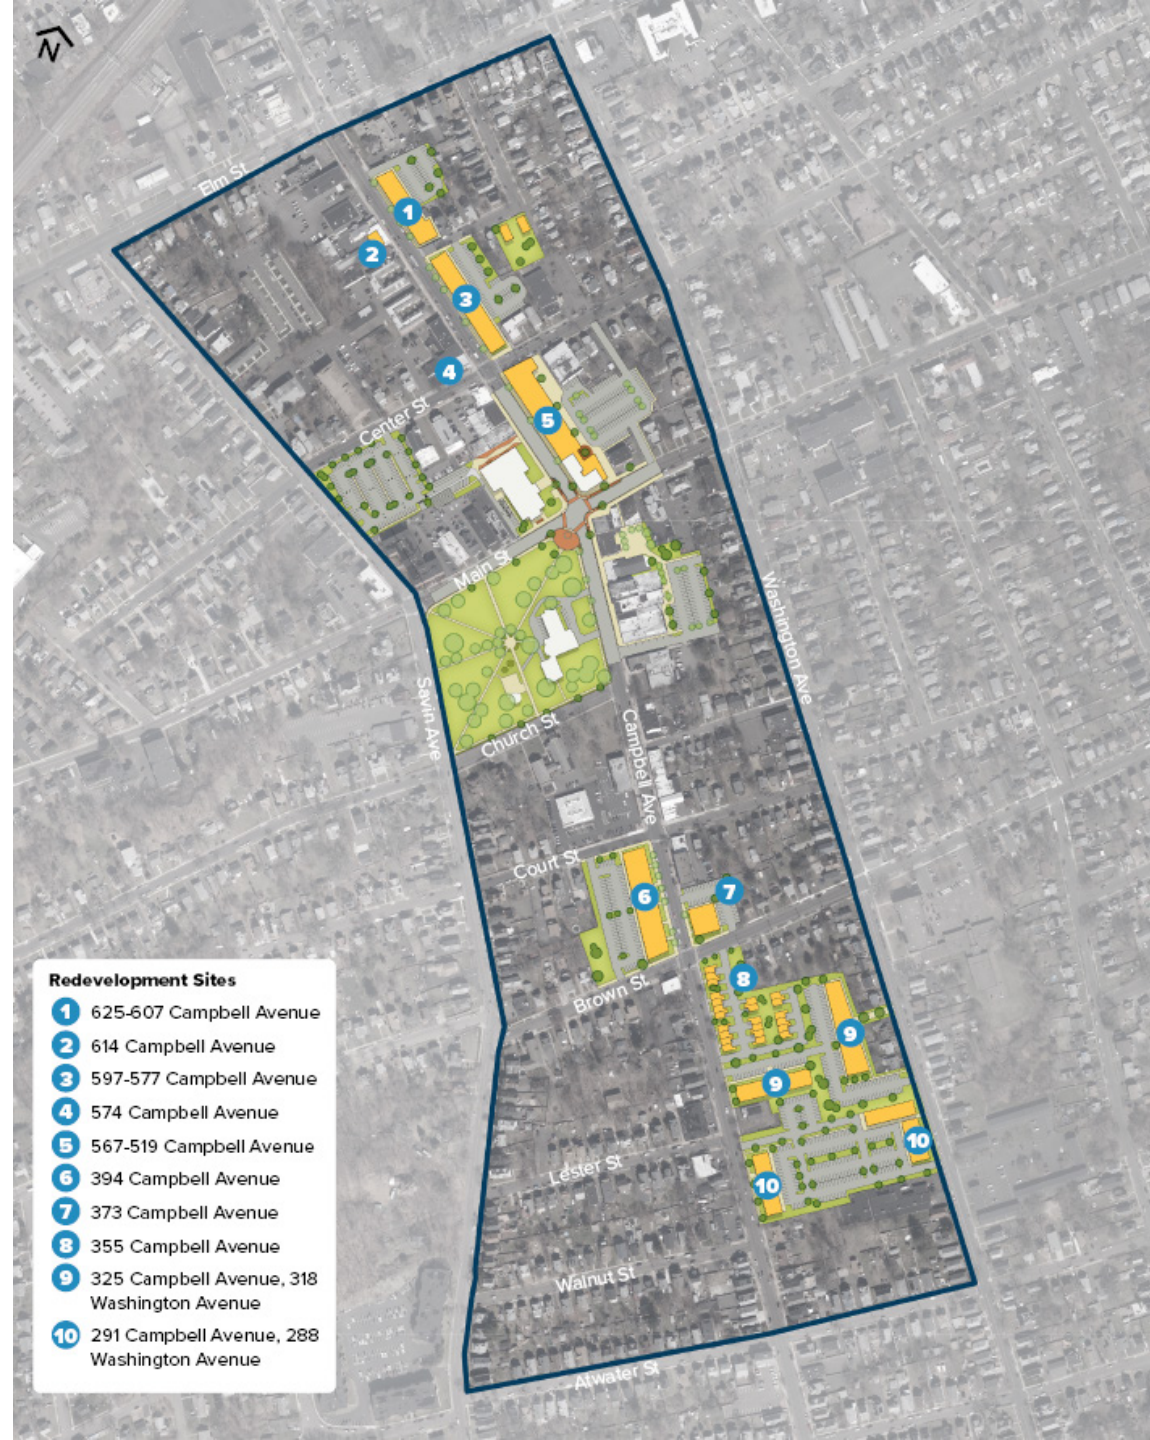 N
Elm St
1
2
3
4
Center St
5
Main St
Washington Ave
Savin Ave
Church St
Campbell Ave
Court St
6
7
8
Brown St
9
9
10
Lester St
10
Walnut St
Atwater St
Redevelopment Sites
1 625-607 Campbell Avenue
2 614 Campbell Avenue
3 597-577 Campbell Avenue
4 574 Campbell Avenue
5 567-519 Campbell Avenue
6 394 Campbell Avenue
7 373 Campbell Avenue
8 355 Campbell Avenue
9 325 Campbell Avenue, 318
Washington Avenue
10 291 Campbell Avenue, 288
Washington Avenue